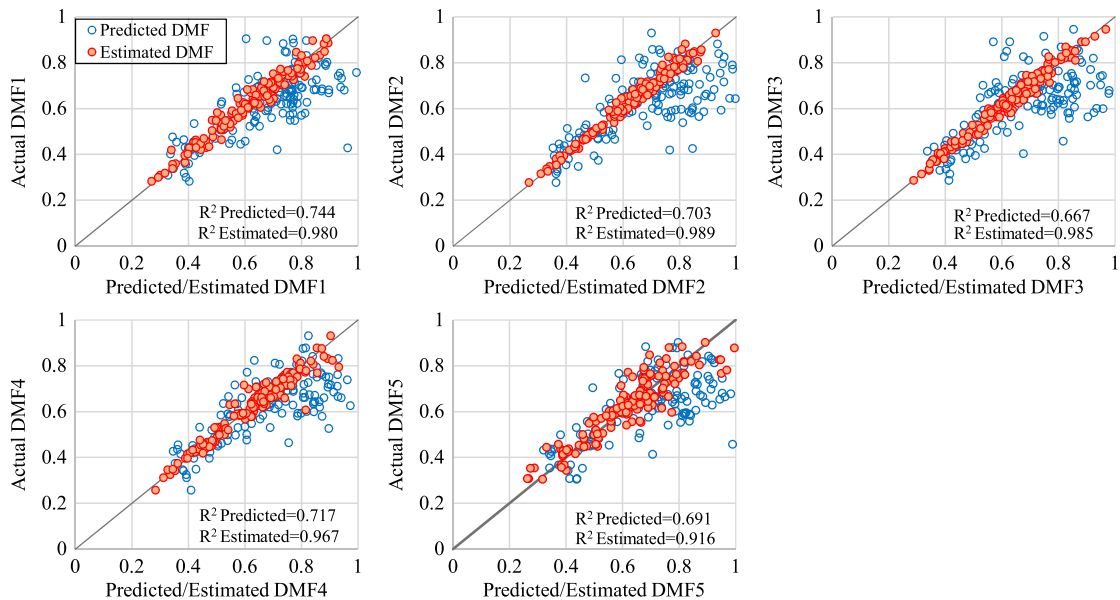 1
0.8
0.6
0.4
0.2
0
0
0.2
0.4
0.6
0.8
1
Actual DMF1
Predicted DMF
Estimated DMF
R² Predicted=0.744
R² Estimated=0.980
Predicted/Estimated DMF1
1
0.8
0.6
0.4
0.2
0
0
0.2
0.4
0.6
0.8
1
Actual DMF2
R² Predicted=0.703
R² Estimated=0.989
Predicted/Estimated DMF2
1
0.8
0.6
0.4
0.2
0
0
0.2
0.4
0.6
0.8
1
Actual DMF3
R² Predicted=0.667
R² Estimated=0.985
Predicted/Estimated DMF3
1
0.8
0.6
0.4
0.2
0
0
0.2
0.4
0.6
0.8
1
Actual DMF4
R² Predicted=0.717
R² Estimated=0.967
Predicted/Estimated DMF4
1
0.8
0.6
0.4
0.2
0
0
0.2
0.4
0.6
0.8
1
Actual DMF5
R² Predicted=0.691
R² Estimated=0.916
Predicted/Estimated DMF5